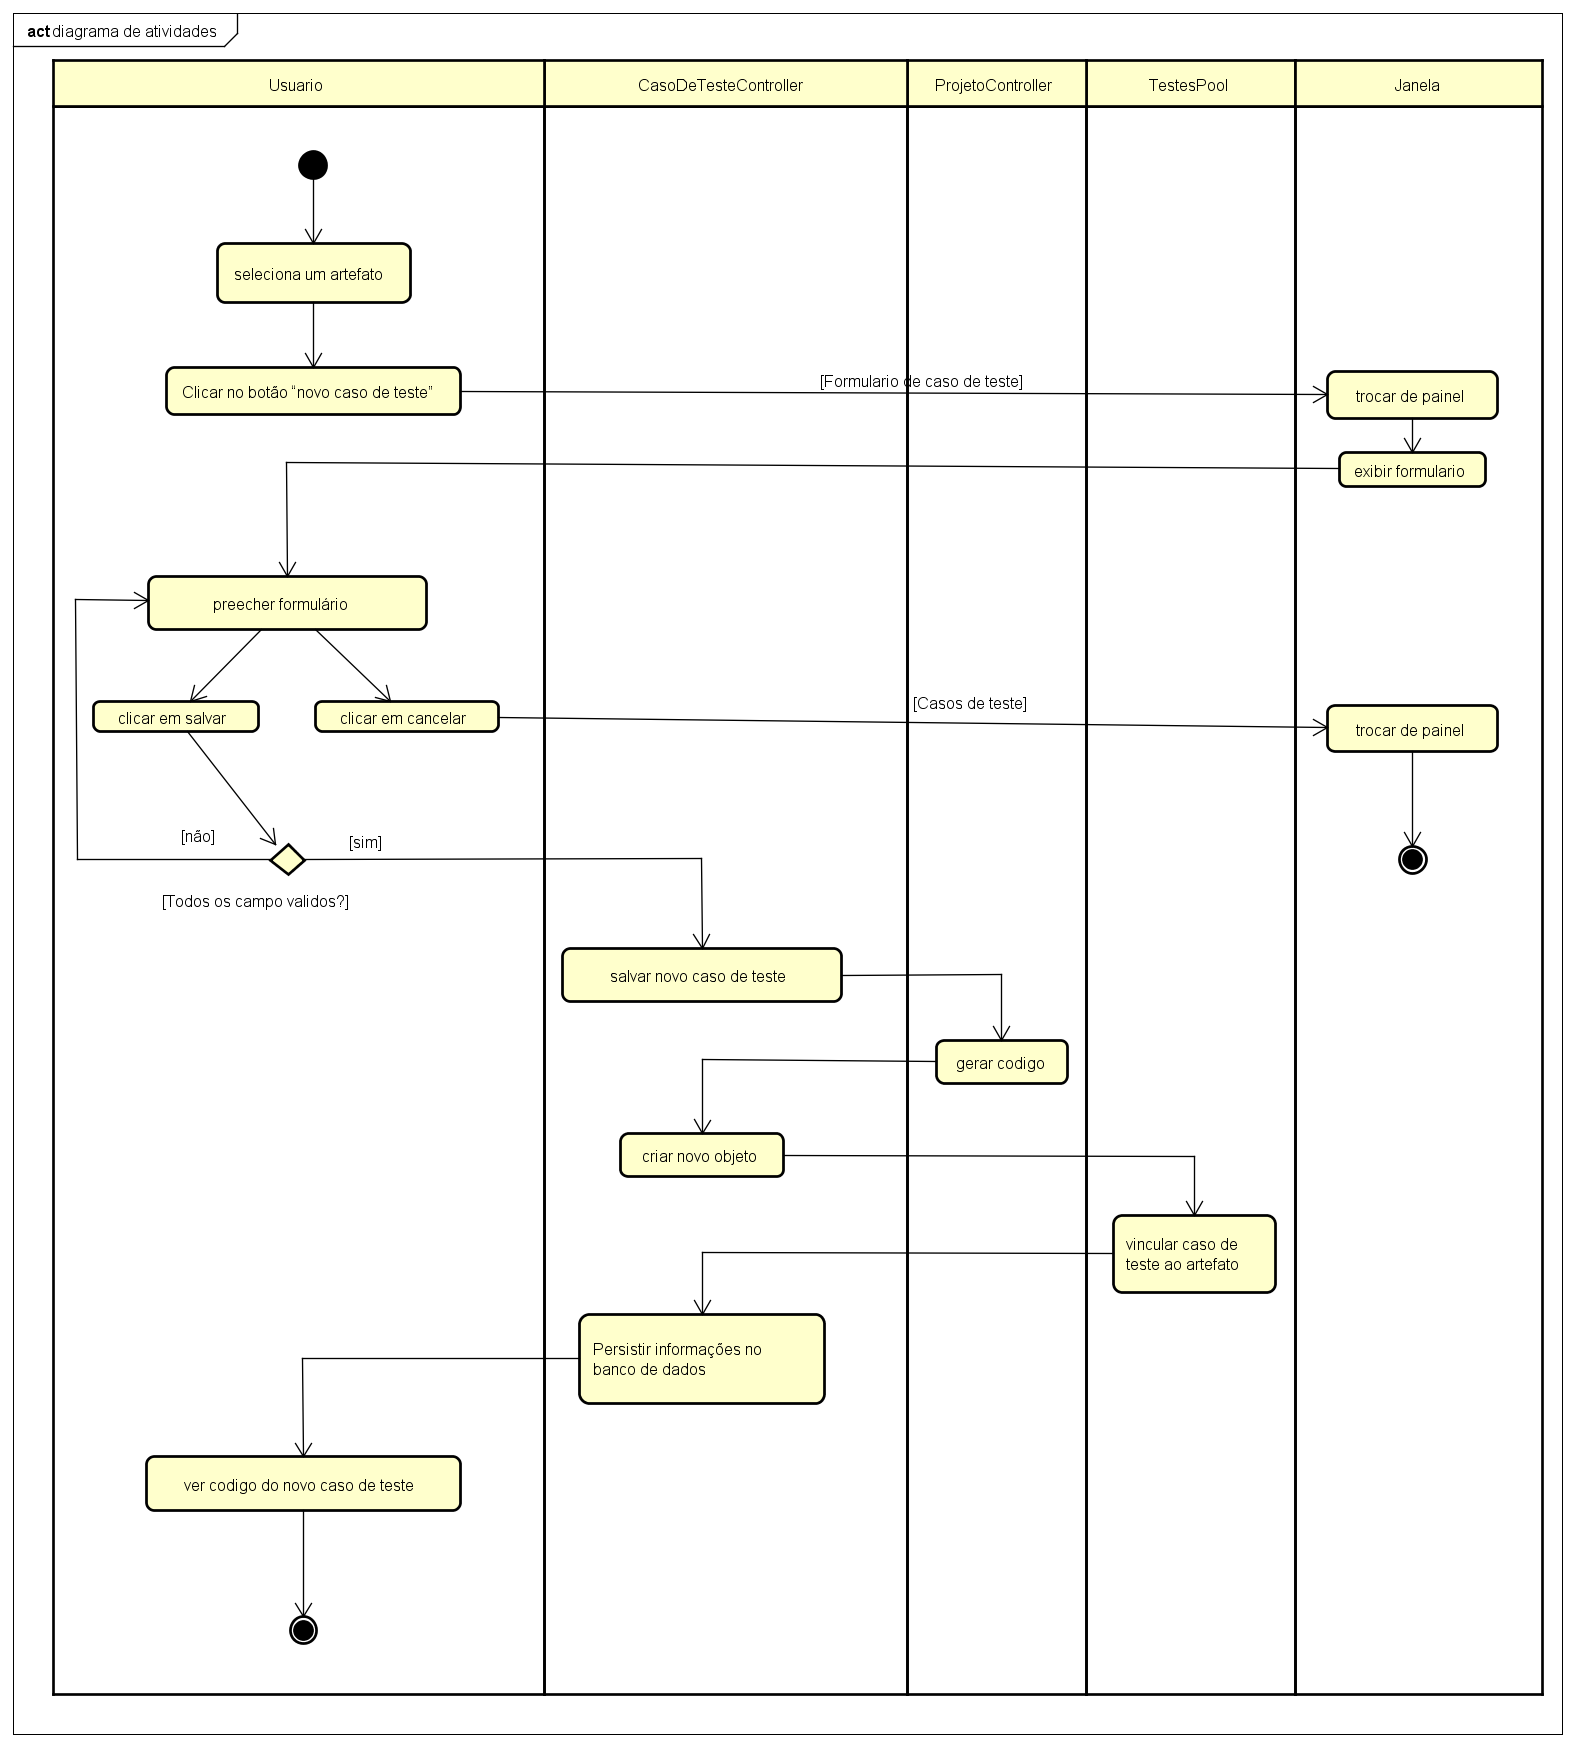 act diagrama de atividades
Usuario
CasoDeTesteController
ProjetoController
TestesPool
Janela
seleciona um artefato
Clicar no botão "novo caso de teste"
[Formulario de caso de teste]
trocar de painel
exibir formulario
preecher formulário
clicar em salvar
clicar em cancelar
[Casos de teste]
trocar de painel
[não]
[sim]
[Todos os campo validos?]
salvar novo caso de teste
gerar codigo
criar novo objeto
vincular caso de
teste ao artefato
Persistir informações no
banco de dados
ver codigo do novo caso de teste